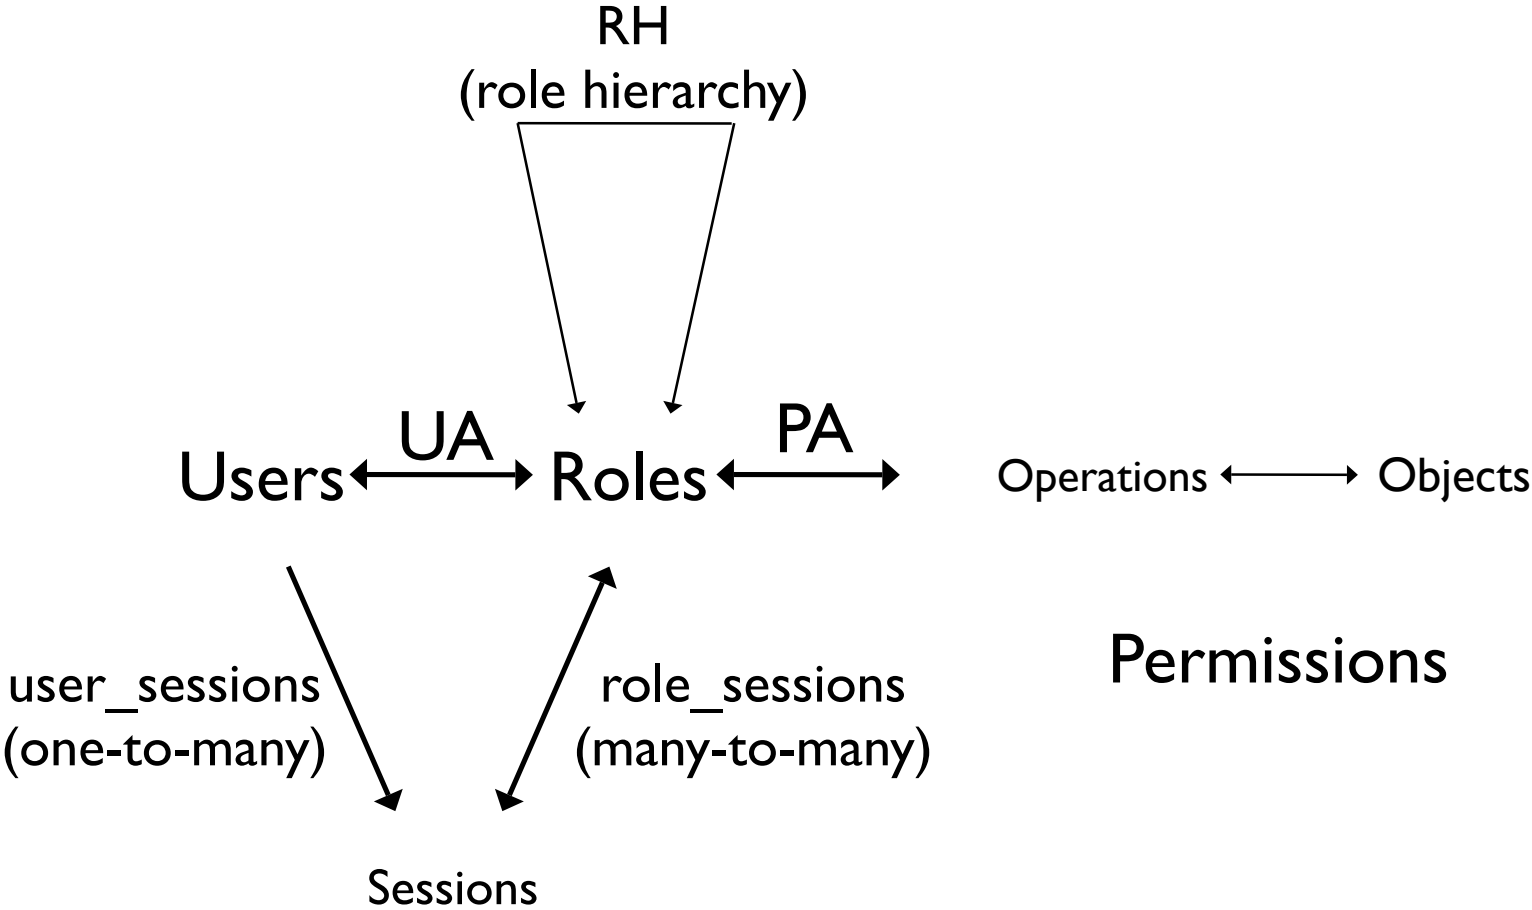 RH
(role hierarchy)
UA
PA
Users
Roles
Operations
Objects
Permissions
user_sessions
(one-to-many)
role_sessions
(many-to-many)
Sessions